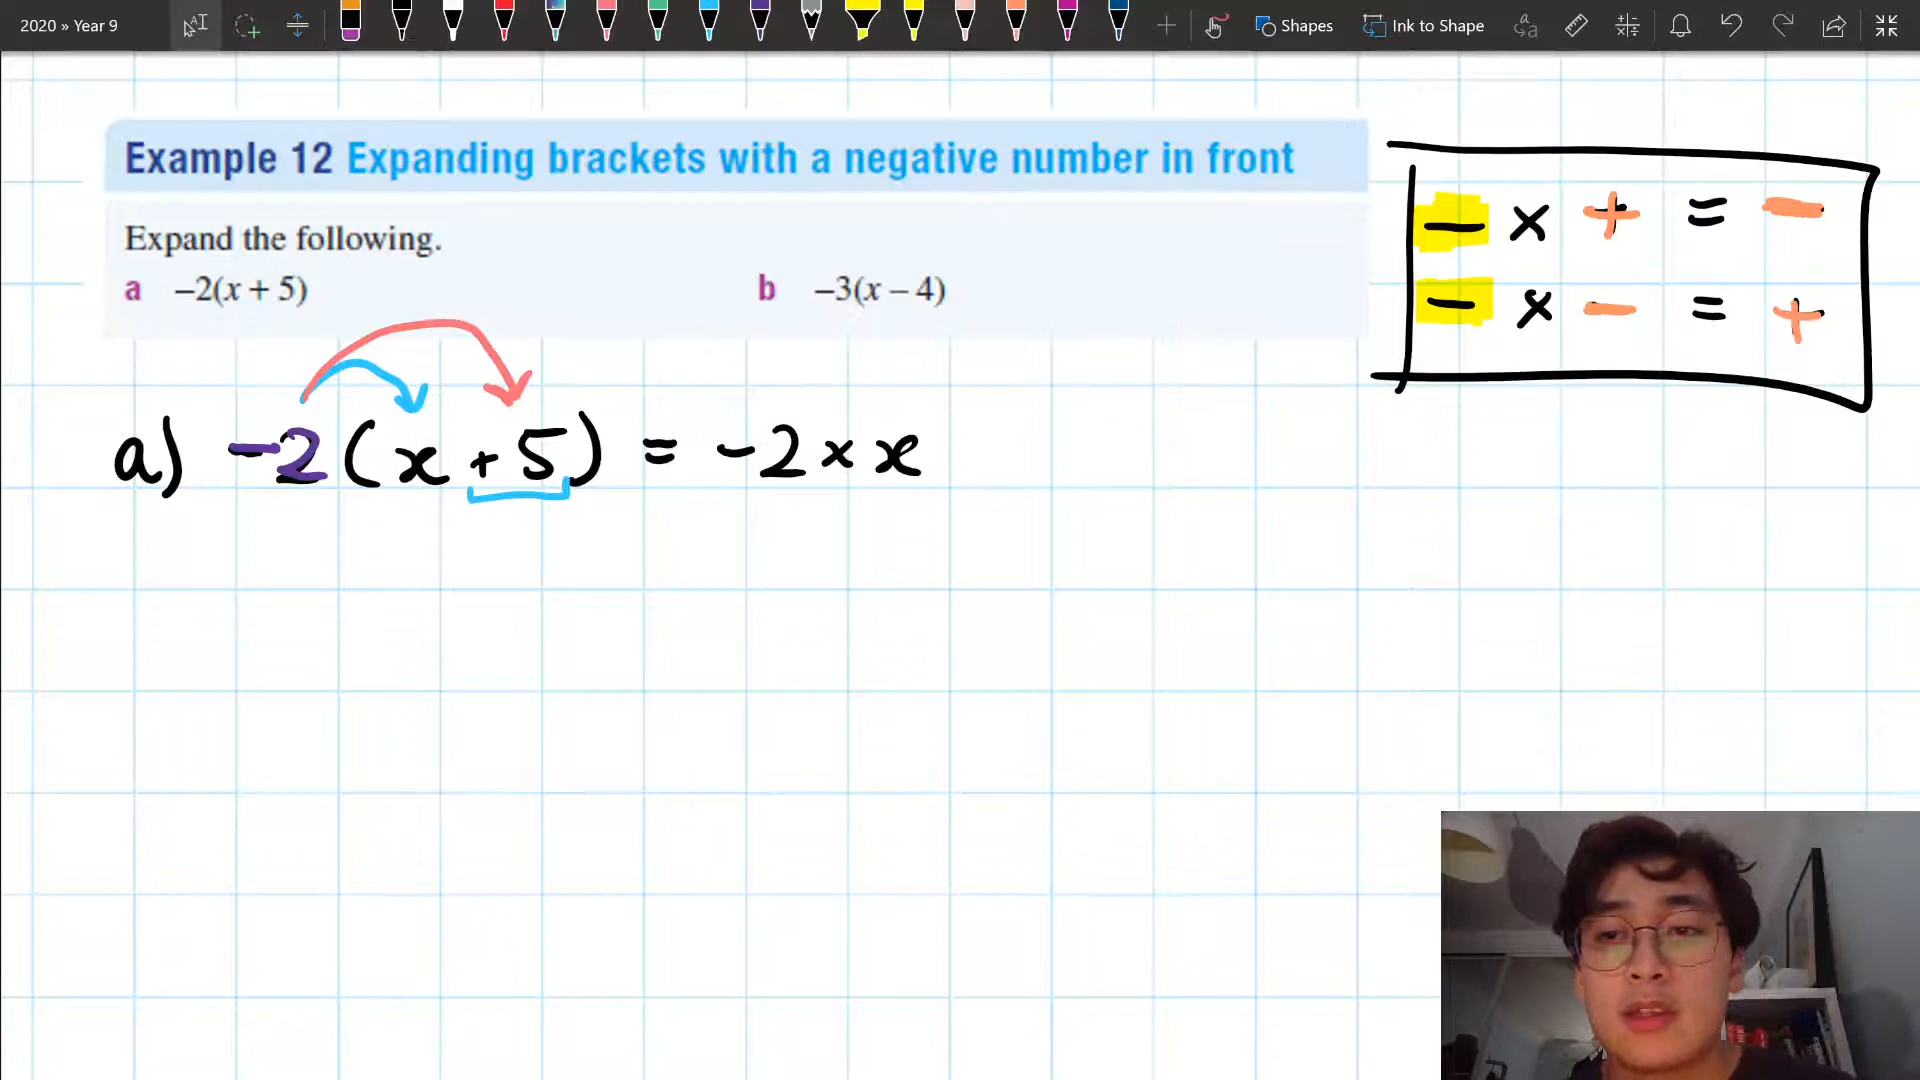 2020 » Year 9
Shapes
Ink to Shape
Example 12 Expanding brackets with a negative number in front
Expand the following.
a −2(x + 5)
b −3(x − 4)
− × + = −
− × − = +
a) -2(x+5) = -2×x